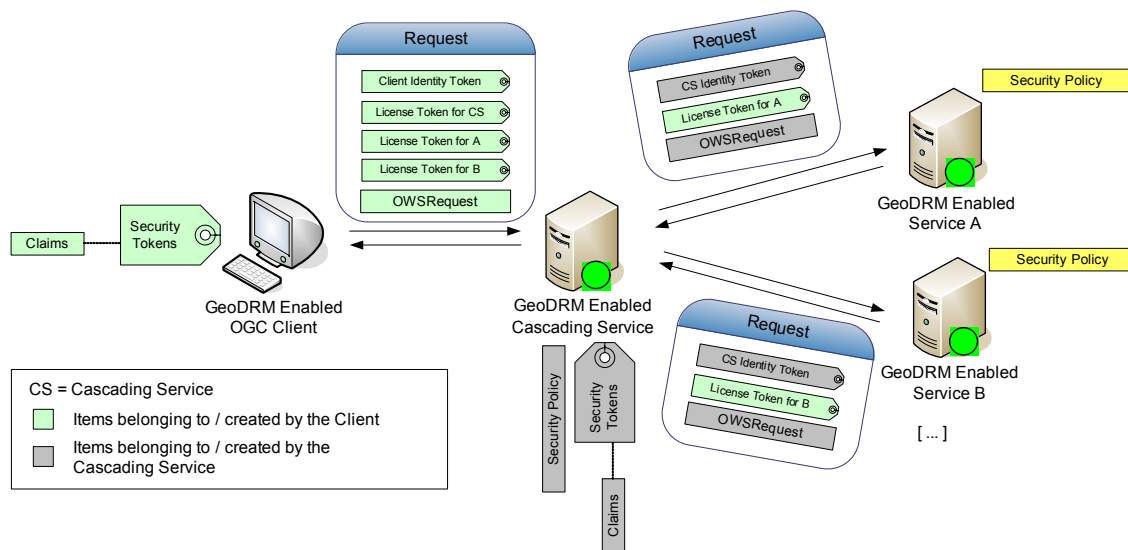 Request
Client Identity Token
License Token for CS
License Token for A
License Token for B
OWSRequest
Request
CS Identity Token
License Token for A
OWSRequest
Security Policy
GeoDRM Enabled
Service A
Claims
Security
Tokens
GeoDRM Enabled
OGC Client
GeoDRM Enabled
Cascading Service
Security Policy
Security
Tokens
Claims
Request
CS Identity Token
License Token for B
OWSRequest
Security Policy
GeoDRM Enabled
Service B
[ ... ]
CS = Cascading Service
Items belonging to / created by the Client
Items belonging to / created by the
Cascading Service